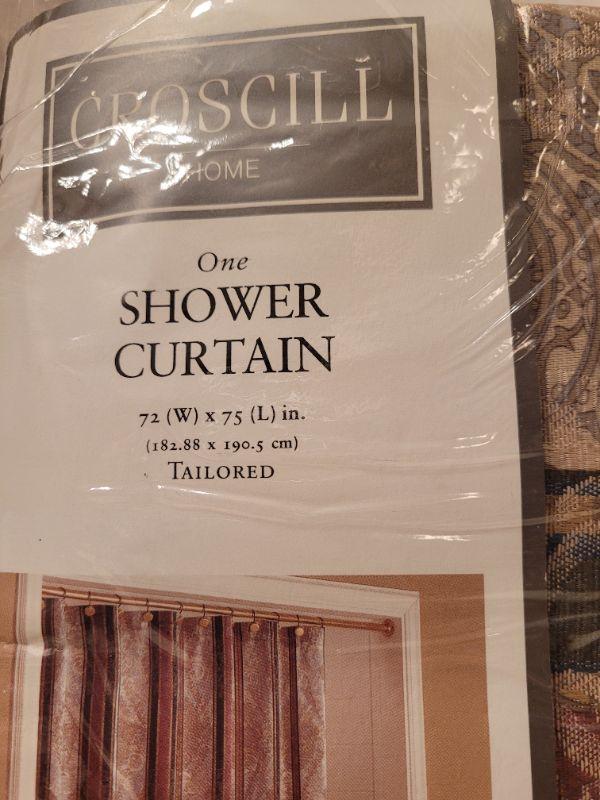 CROSCILL
HOME
One
SHOWER
CURTAIN
72 (W) x 75 (L) in.
(182.88 x 190.5 cm)
TAILORED